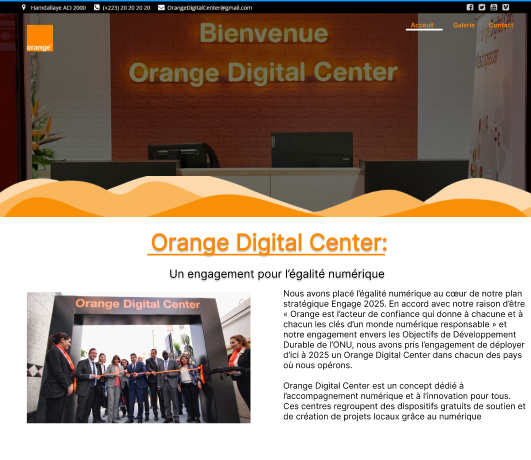 Hamdallaye ACI 2000 (+223) 20 20 20 20 OrangeDigitalCenter@gmail.com
orange
Acceuil Galerie Contact
Bienvenue
Orange Digital Center
Orange Digital Center:
Un engagement pour l'égalité numérique
Orange Digital Center
Nous avons placé l'égalité numérique au cœur de notre plan
stratégique Engage 2025. En accord avec notre raison d'être
« Orange est l'acteur de confiance qui donne à chacune et à
chacun les clés d'un monde numérique responsable » et
notre engagement envers les Objectifs de Développement
Durable de l'ONU, nous avons pris l'engagement de déployer
d'ici à 2025 un Orange Digital Center dans chacun des pays
où nous opérons.
Orange Digital Center est un concept dédié à
l'accompagnement numérique et à l'innovation pour tous.
Ces centres regroupent des dispositifs gratuits de soutien et
de création de projets locaux grâce au numérique